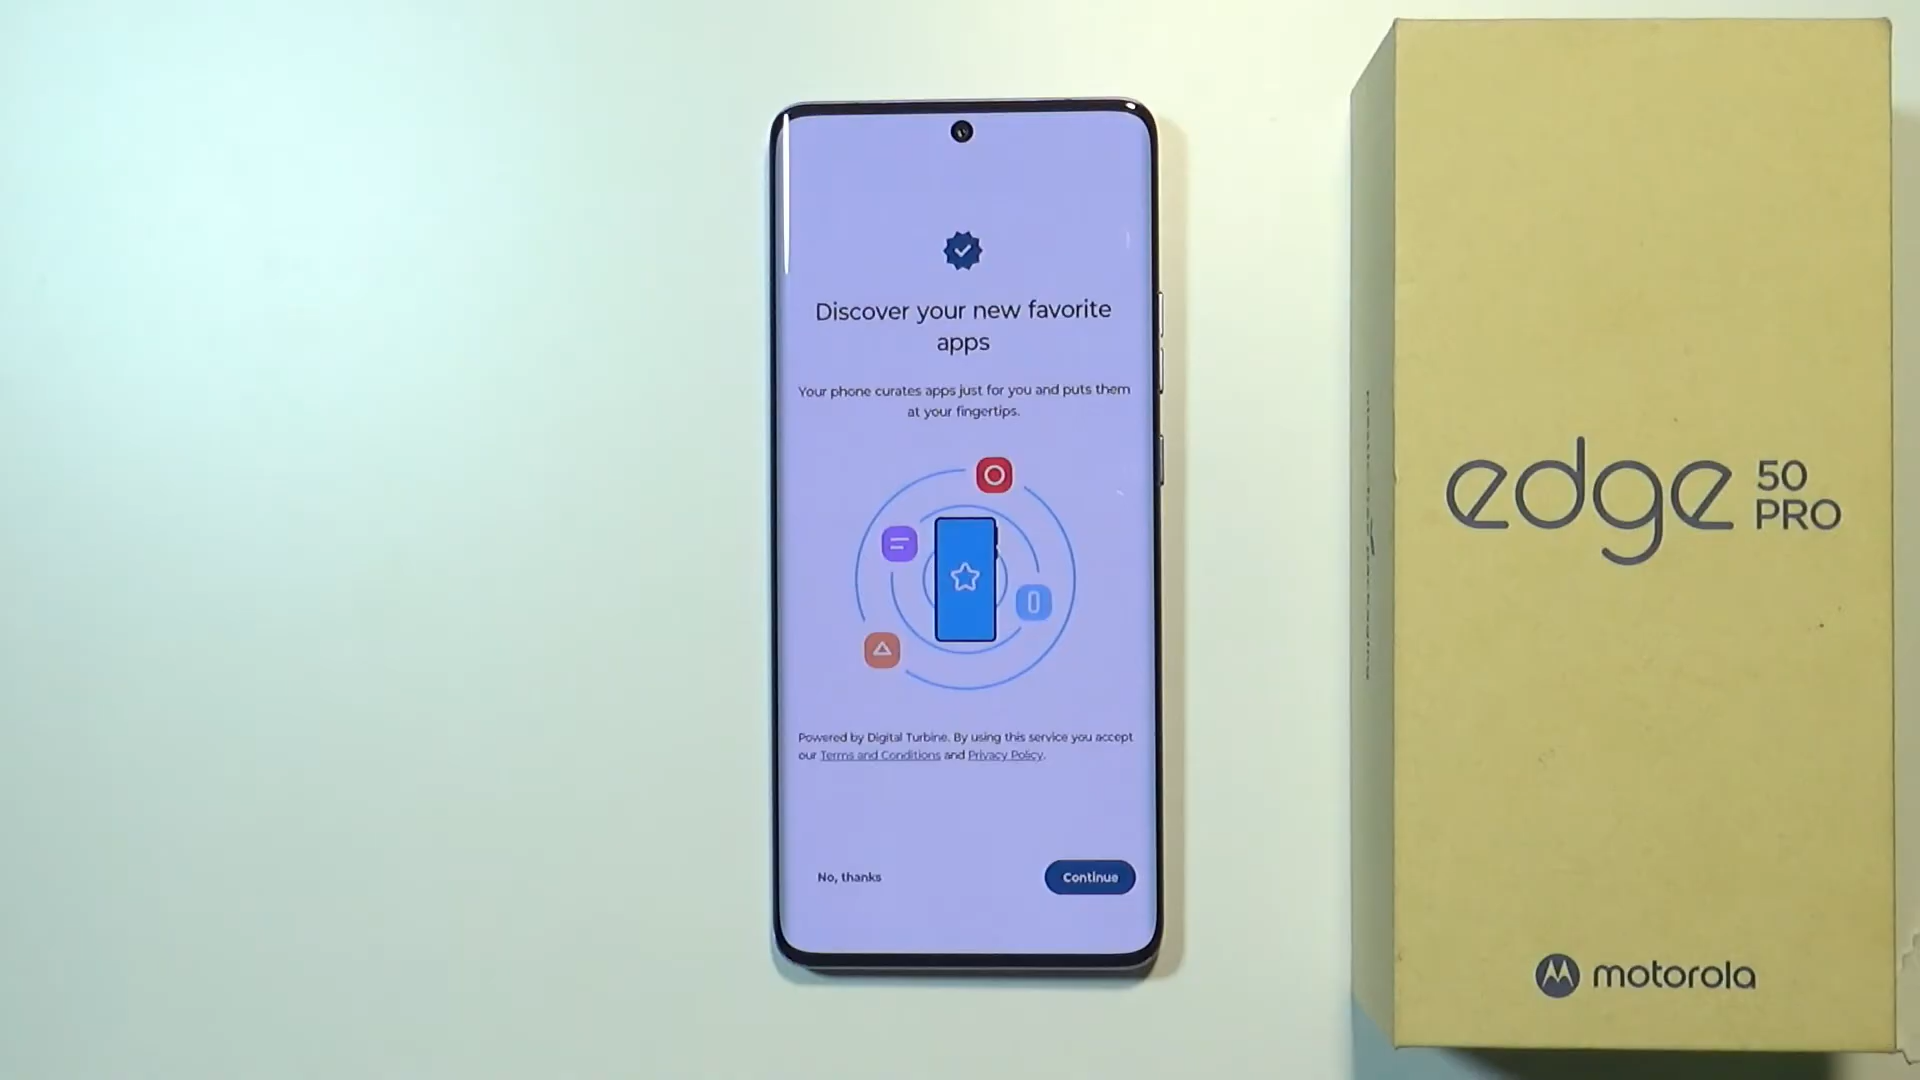 Discover your new favorite
apps
Your phone curates apps just for you and puts them
at your fingertips.
Powered by Digital Turbine. By using this service you accept
our Terms and Conditions and Privacy Policy.
No, thanks
Continue
edge 50
PRO
motorola